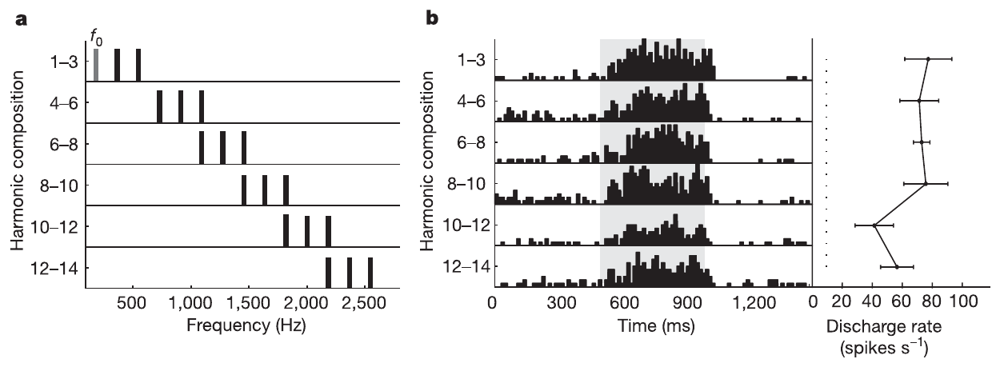 a
f0
Harmonic composition
1–3
4–6
6–8
8–10
10–12
12–14
500 1,000 1,500 2,000 2,500
Frequency (Hz)
b
Harmonic composition
1–3
4–6
6–8
8–10
10–12
12–14
0 300 600 900 1,200
Time (ms)
0 20 40 60 80 100
Discharge rate
(spikes s–1)